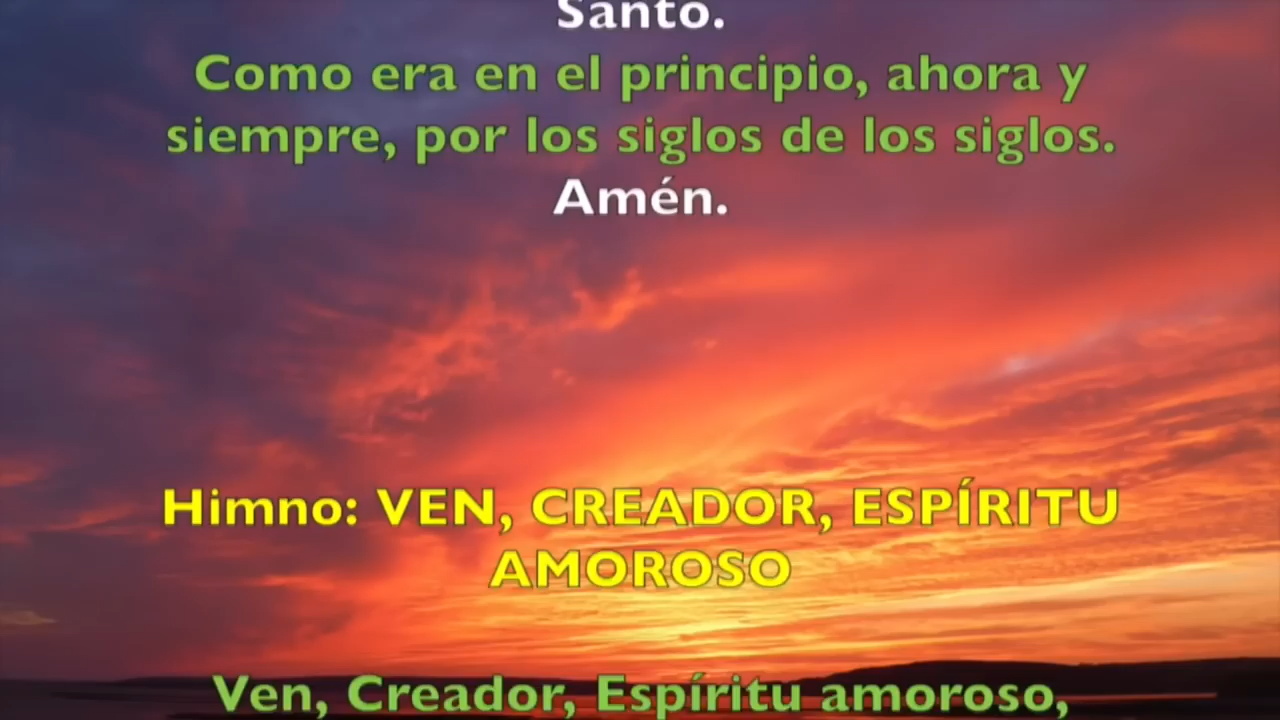 Santo.
Como era en el principio, ahora y
siempre, por los siglos de los siglos.
Amén.
Himno: VEN, CREADOR, ESPÍRITU
AMOROSO
Ven, Creador, Espíritu amoroso,